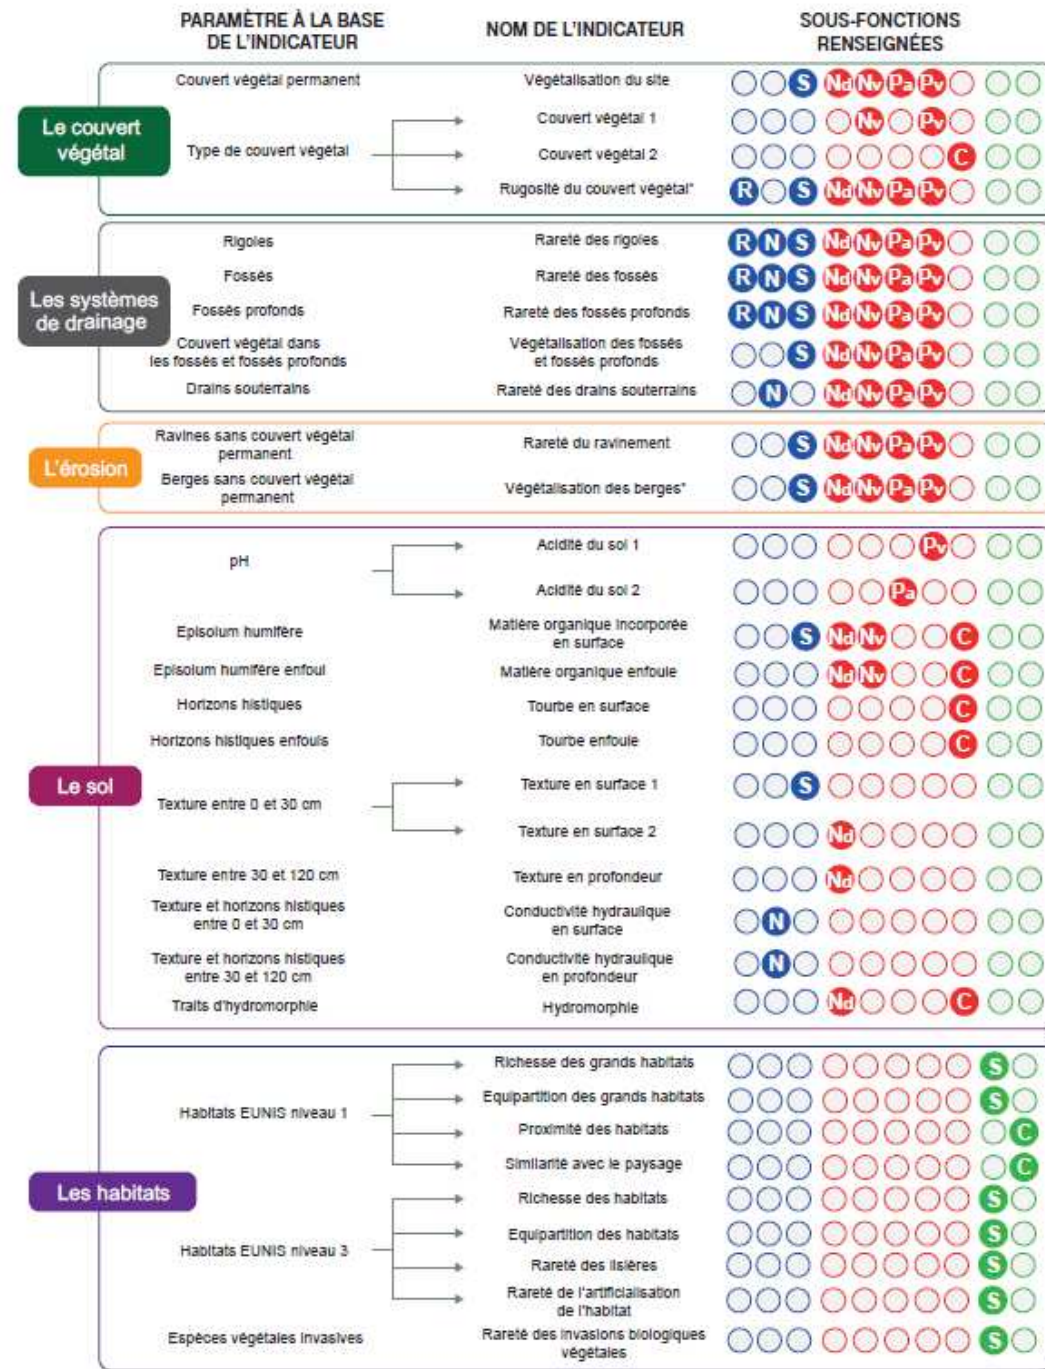 PARAMÈTRE À LA BASE
DE L'INDICATEUR
NOM DE L'INDICATEUR
SOUS-FONCTIONS
RENSEIGNÉES
Le couvert
végétal
Couvert végétal permanent
Végétalisation du site
S Nd Nv Pa Pv
Type de couvert végétal
Couvert végétal 1
Nv Pv
Couvert végétal 2
C
Rugosité du couvert végétal*
R S Nd Nv Pa Pv
Les systèmes
de drainage
Rigoles
Rareté des rigoles
R N S Nd Nv Pa Pv
Fossés
Rareté des fossés
R N S Nd Nv Pa Pv
Fossés profonds
Rareté des fossés profonds
R N S Nd Nv Pa Pv
Couvert végétal dans
les fossés et fossés profonds
Végétalisation des fossés
et fossés profonds
S Nd Nv Pa Pv
Drains souterrains
Rareté des drains souterrains
N Nd Nv Pa Pv
L'érosion
Ravines sans couvert végétal
permanent
Rareté du ravinement
S Nd Nv Pa Pv
Berges sans couvert végétal
permanent
Végétalisation des berges*
S Nd Nv Pa Pv
Le sol
pH
Acidité du sol 1
Pv
Acidité du sol 2
Pa
Episolum humifère
Matière organique incorporée
en surface
S Nd Nv C
Episolum humifère enfoui
Matière organique enfouie
Nd Nv C
Horizons histiques
Tourbe en surface
C
Horizons histiques enfouis
Tourbe enfouie
C
Texture entre 0 et 30 cm
Texture en surface 1
S
Texture en surface 2
Nd
Texture entre 30 et 120 cm
Texture en profondeur
Nd
Texture et horizons histiques
entre 0 et 30 cm
Conductivité hydraulique
en surface
N
Texture et horizons histiques
entre 30 et 120 cm
Conductivité hydraulique
en profondeur
N
Traits d'hydromorphie
Hydromorphie
Nd C
Les habitats
Habitats EUNIS niveau 1
Richesse des grands habitats
S
Equipartition des grands habitats
S
Proximité des habitats
C
Similarité avec le paysage
C
Habitats EUNIS niveau 3
Richesse des habitats
S
Equipartition des habitats
S
Rareté des lisières
S
Rareté de l'artificialisation
de l'habitat
S
Espèces végétales invasives
Rareté des invasions biologiques
végétales
S